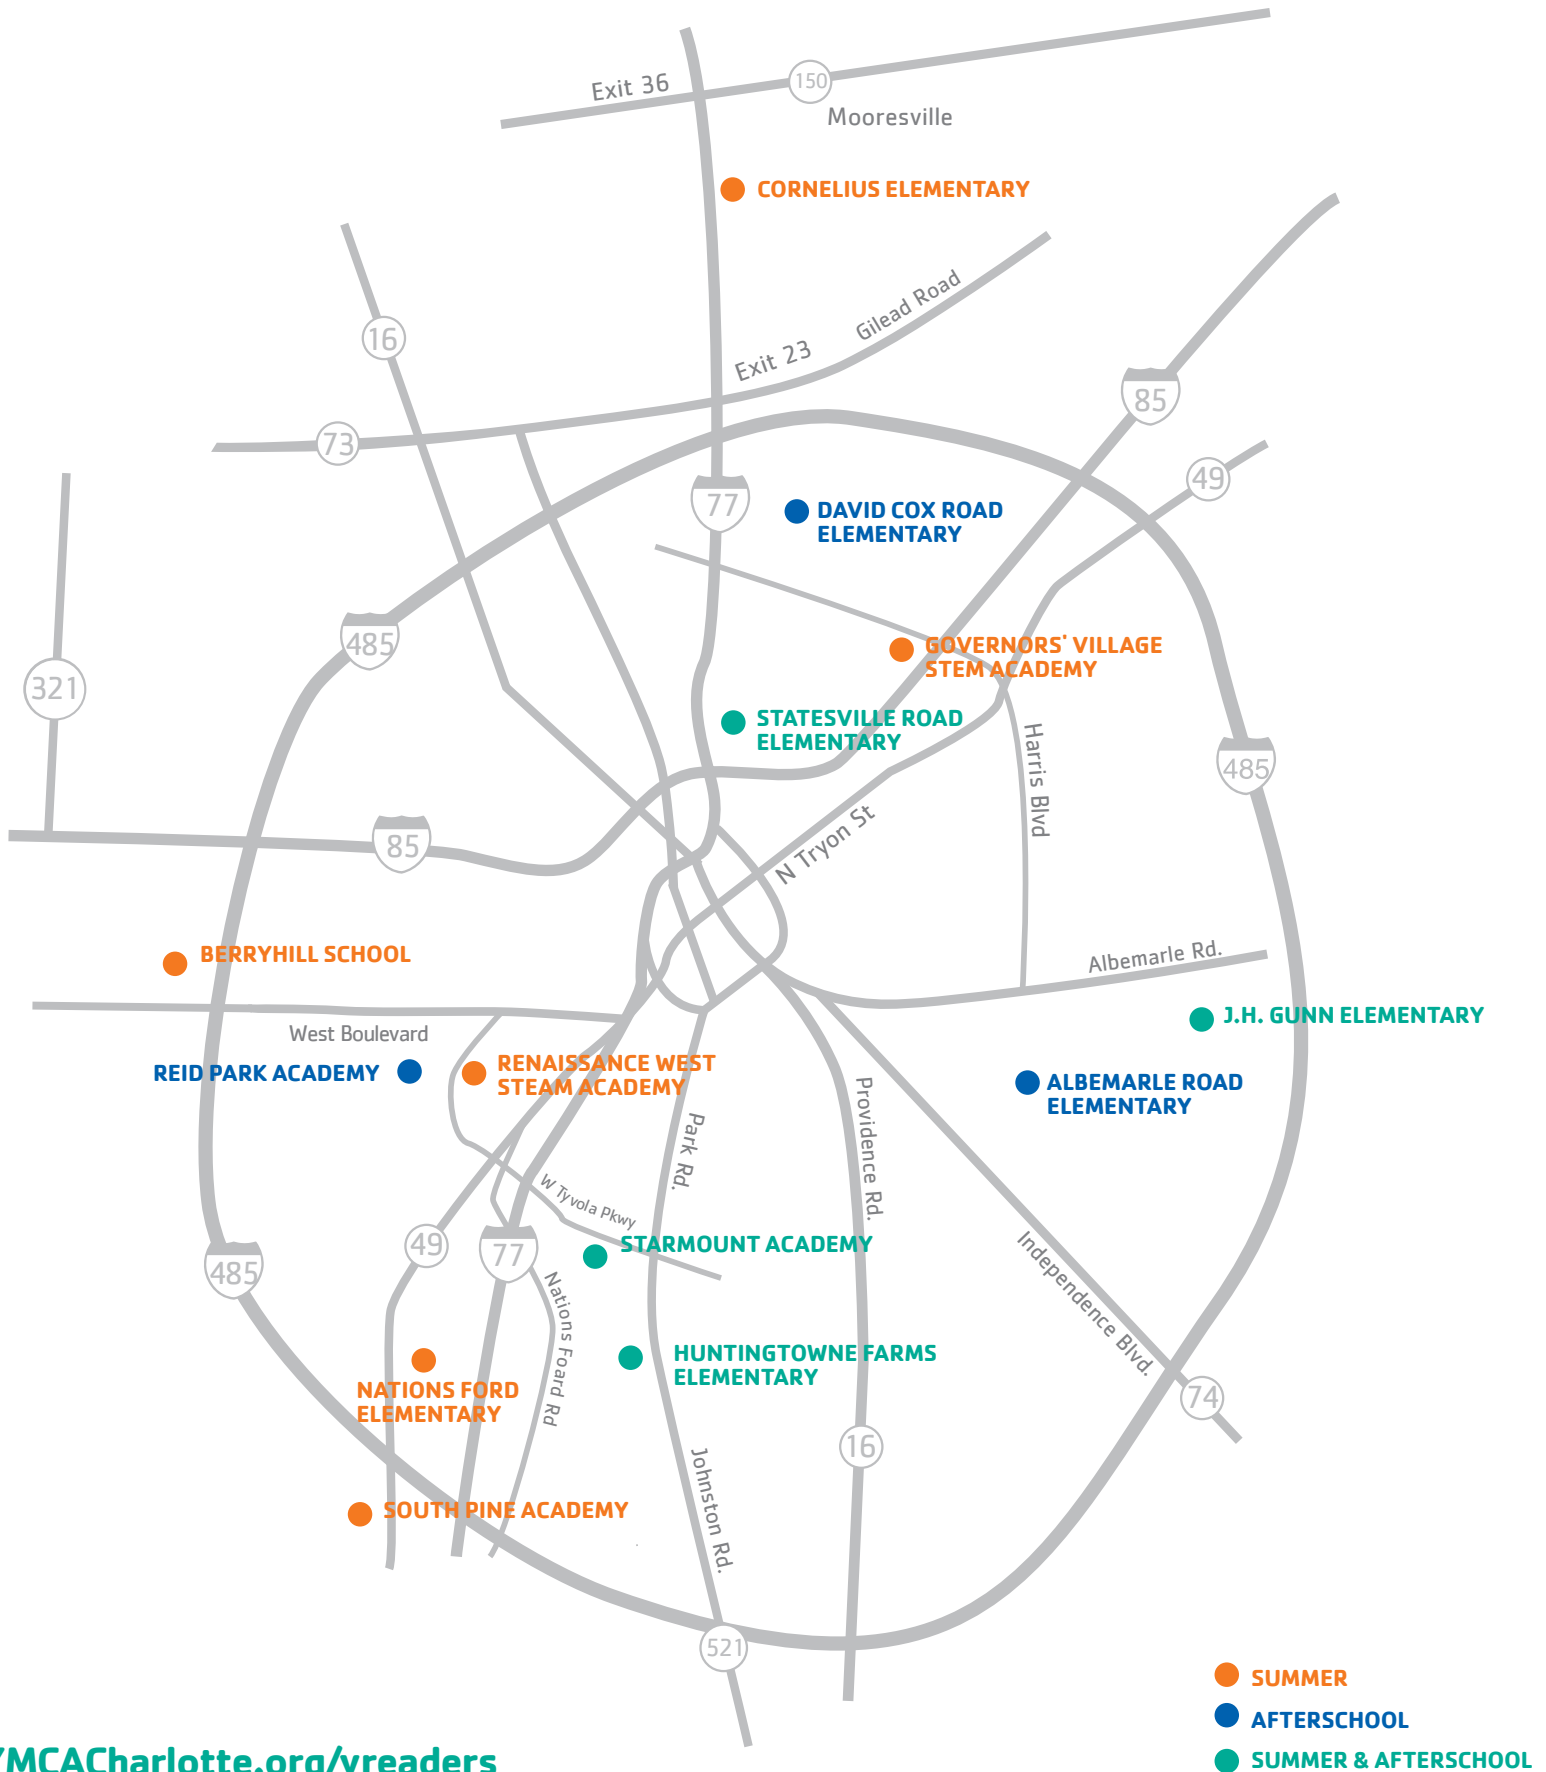 Exit 36
150
Mooresville
CORNELIUS ELEMENTARY
16
Gilead Road
Exit 23
85
73
49
77
DAVID COX ROAD
ELEMENTARY
485
GOVERNORS' VILLAGE
STEM ACADEMY
321
STATESVILLE ROAD
ELEMENTARY
Harris Blvd
485
85
N Tryon St
BERRYHILL SCHOOL
Albemarle Rd.
J.H. GUNN ELEMENTARY
West Boulevard
REID PARK ACADEMY
RENAISSANCE WEST
STEAM ACADEMY
ALBEMARLE ROAD
ELEMENTARY
Park Rd.
Providence Rd.
W Tyvola Pkwy
49
77
STARMOUNT ACADEMY
485
Independence Blvd.
Nations Foard Rd
HUNTINGTOWNE FARMS
ELEMENTARY
NATIONS FORD
ELEMENTARY
74
16
SOUTH PINE ACADEMY
Johnston Rd.
521
SUMMER
AFTERSCHOOL
SUMMER & AFTERSCHOOL
YMCACharlotte.org/yreaders